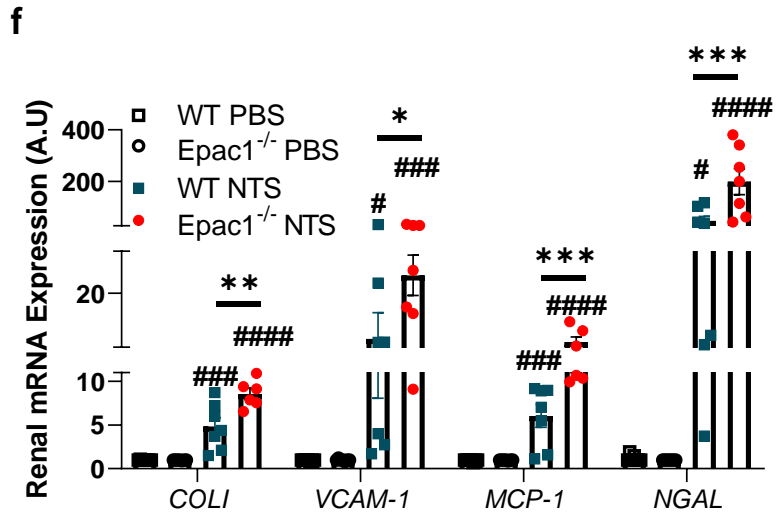 f
Renal mRNA Expression (A.U)
400
200
20
10
5
0
WT PBS
Epac1-/- PBS
WT NTS
Epac1-/- NTS
###
**
####
#
*
###
###
***
####
#
***
####
COLI
VCAM-1
MCP-1
NGAL